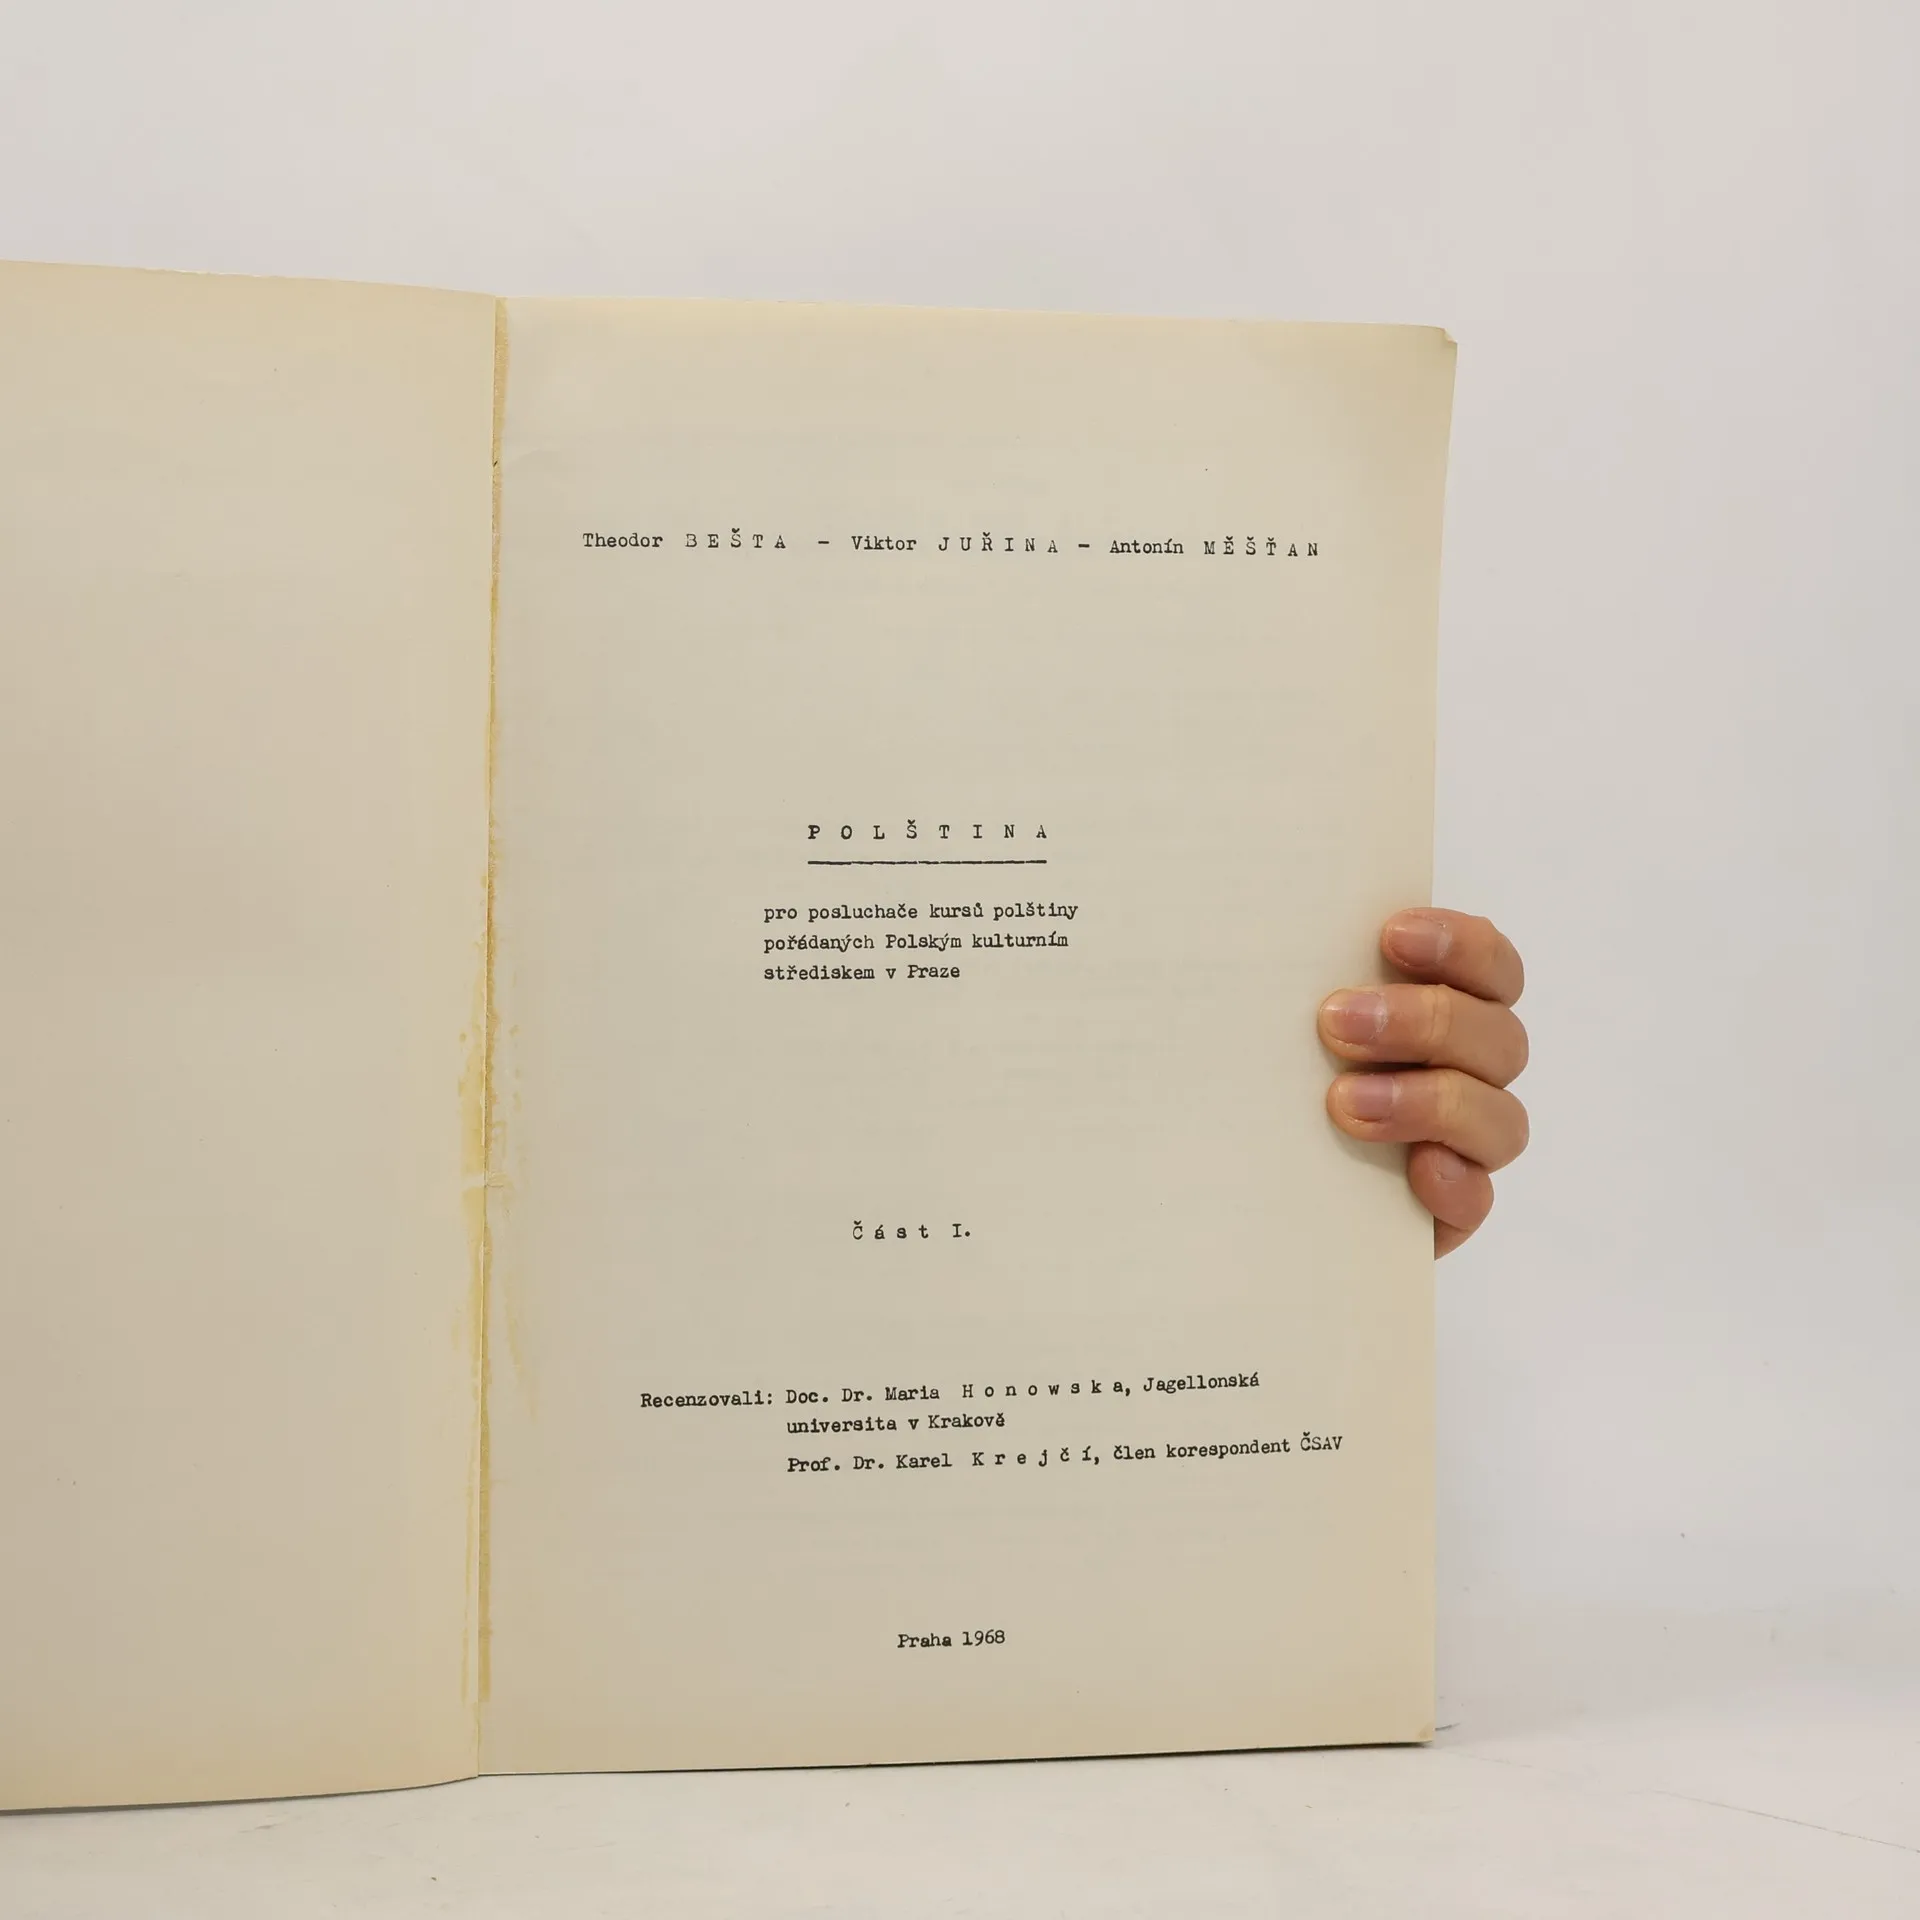 Theodor B E Š T A - Viktor J U Ř I N A - Antonín M Ě Š Ť A N
P O L Š T I N A
pro posluchače kursů polštiny
pořádaných Polským kulturním
střediskem v Praze
Č á s t I.
Recenzovali: Doc. Dr. Maria H o n o w s k a, Jagellonská
universita v Krakově
Prof. Dr. Karel K r e j č í, člen korespondent ČSAV
Praha 1968